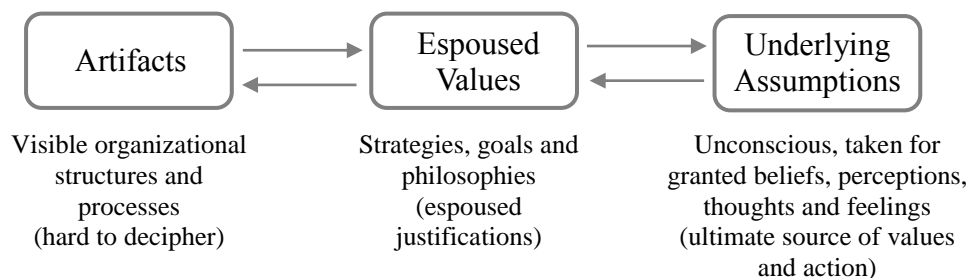 Artifacts
Espoused
Values
Underlying
Assumptions
Visible organizational
structures and
processes
(hard to decipher)
Strategies, goals and
philosophies
(espoused
justifications)
Unconscious, taken for
granted beliefs, perceptions,
thoughts and feelings
(ultimate source of values
and action)